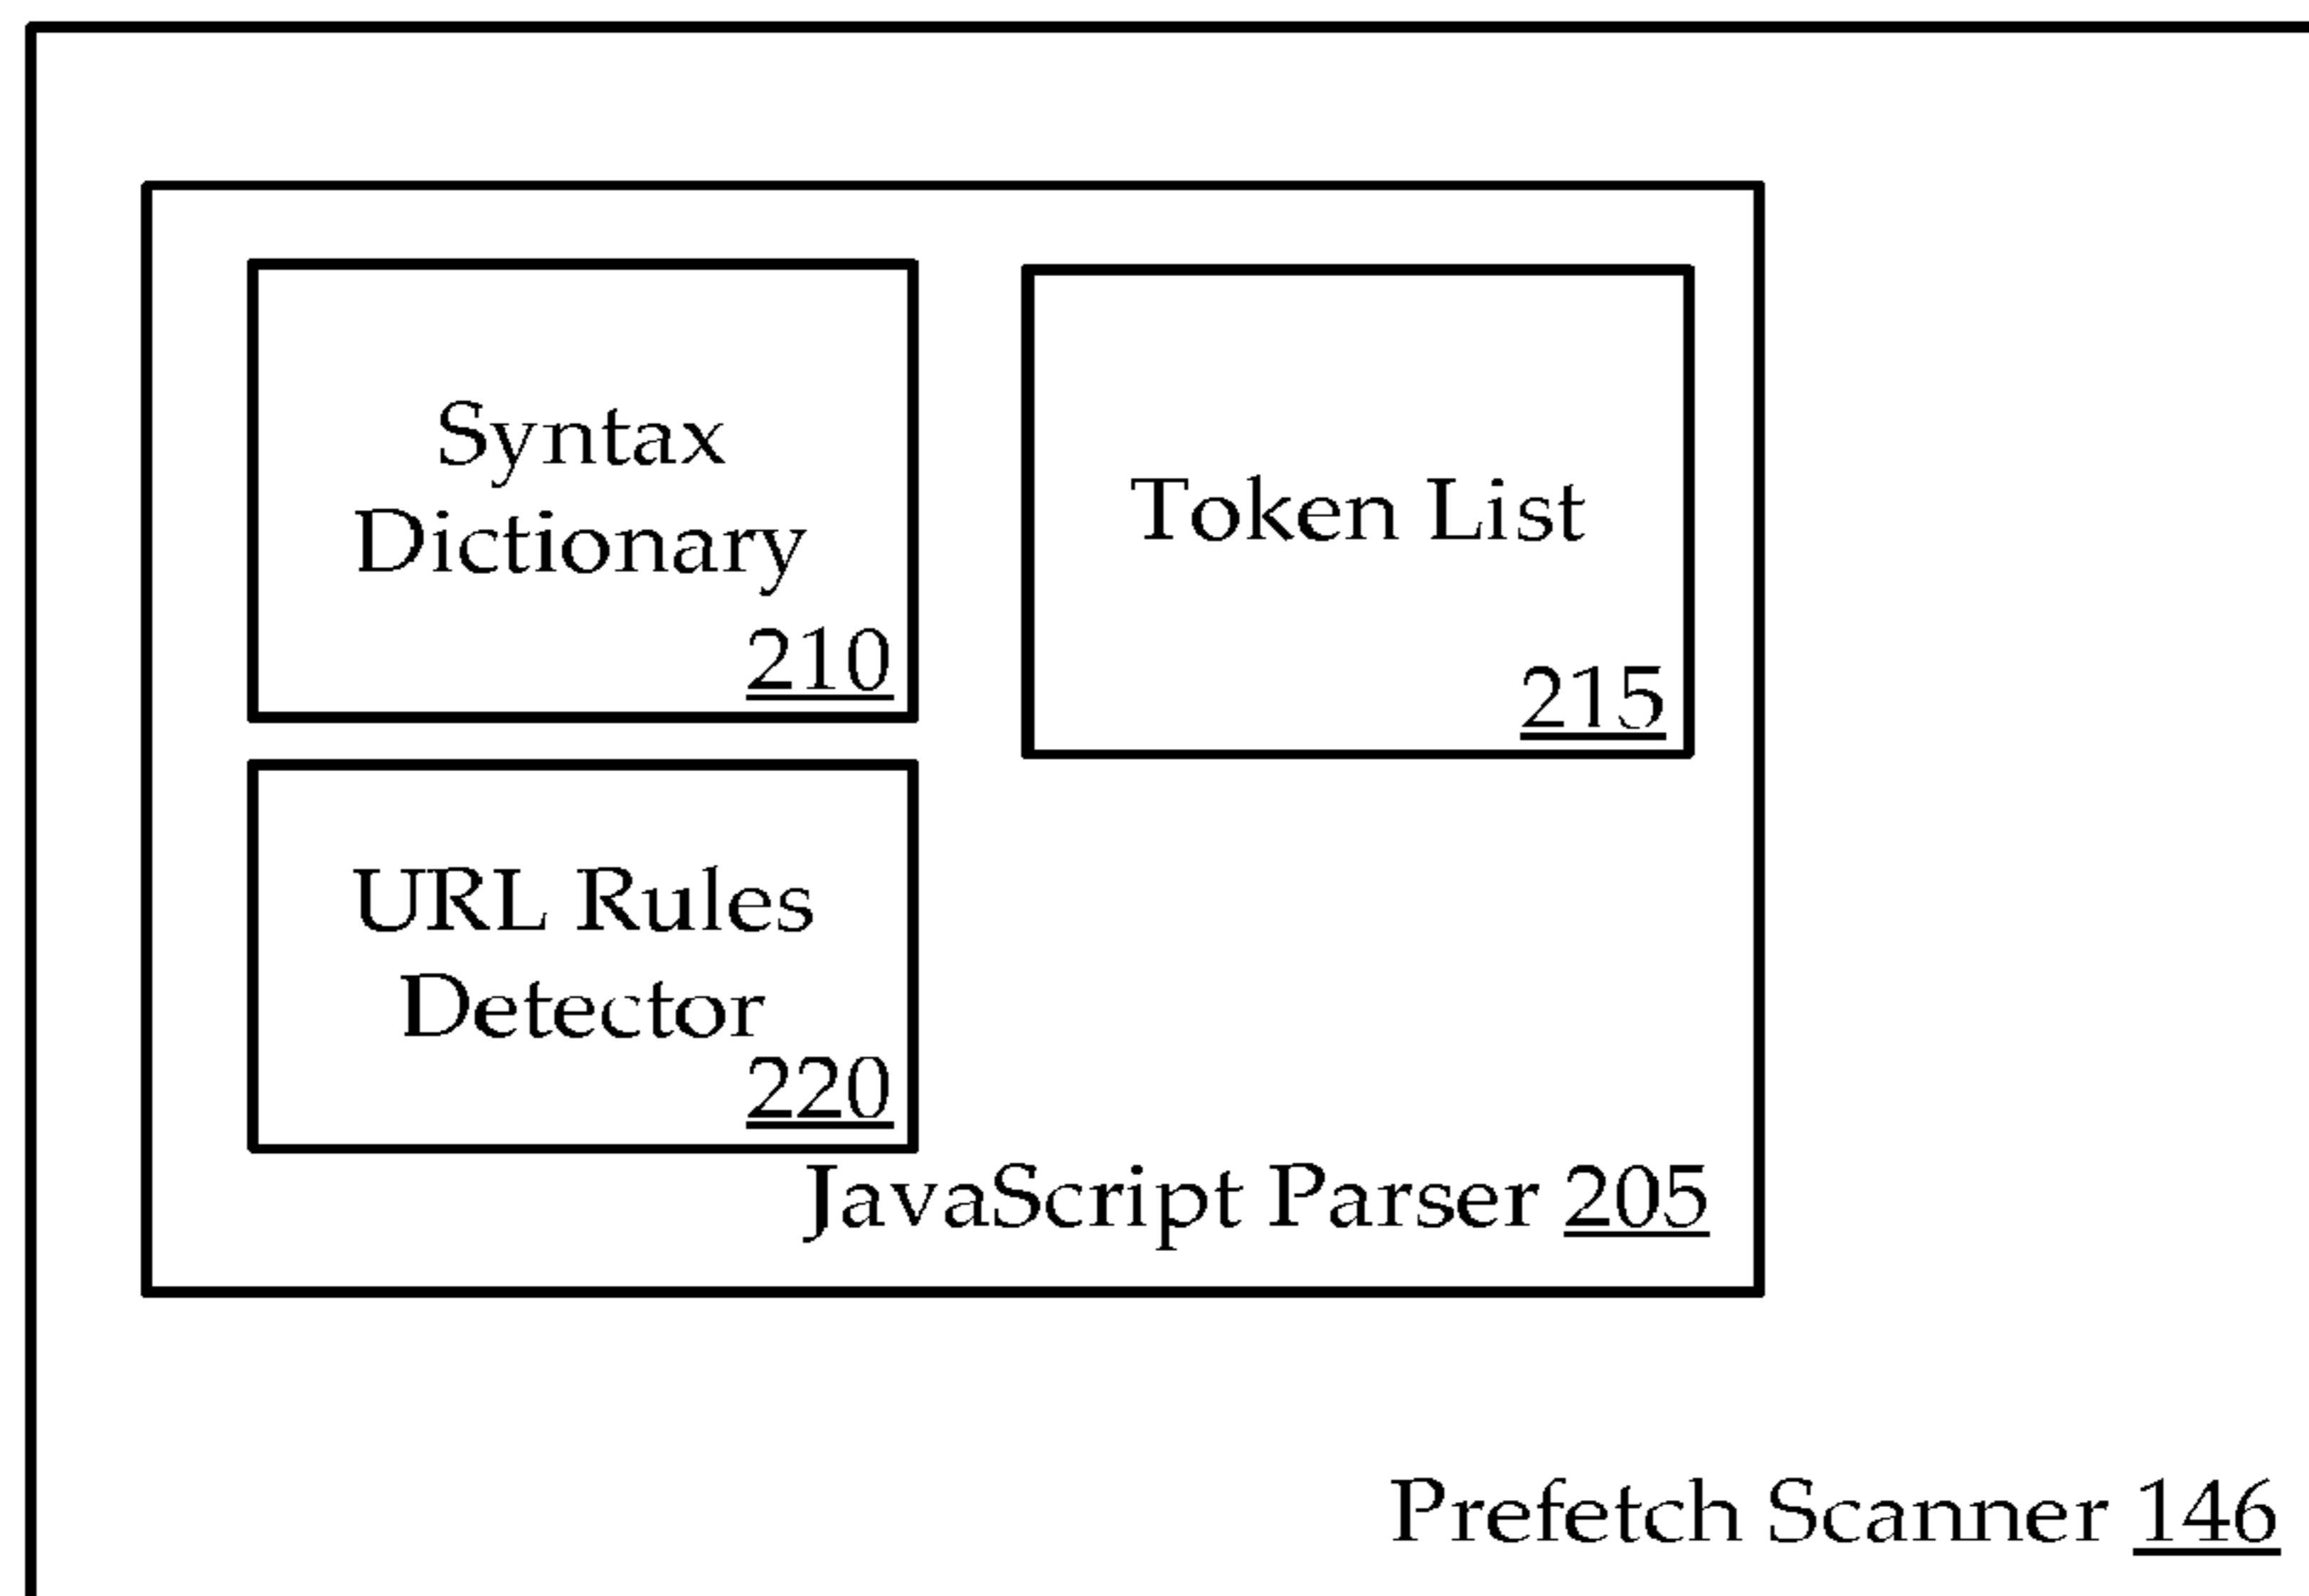 Syntax
Dictionary
210
Token List
215
URL Rules
Detector
220
JavaScript Parser 205
Prefetch Scanner 146